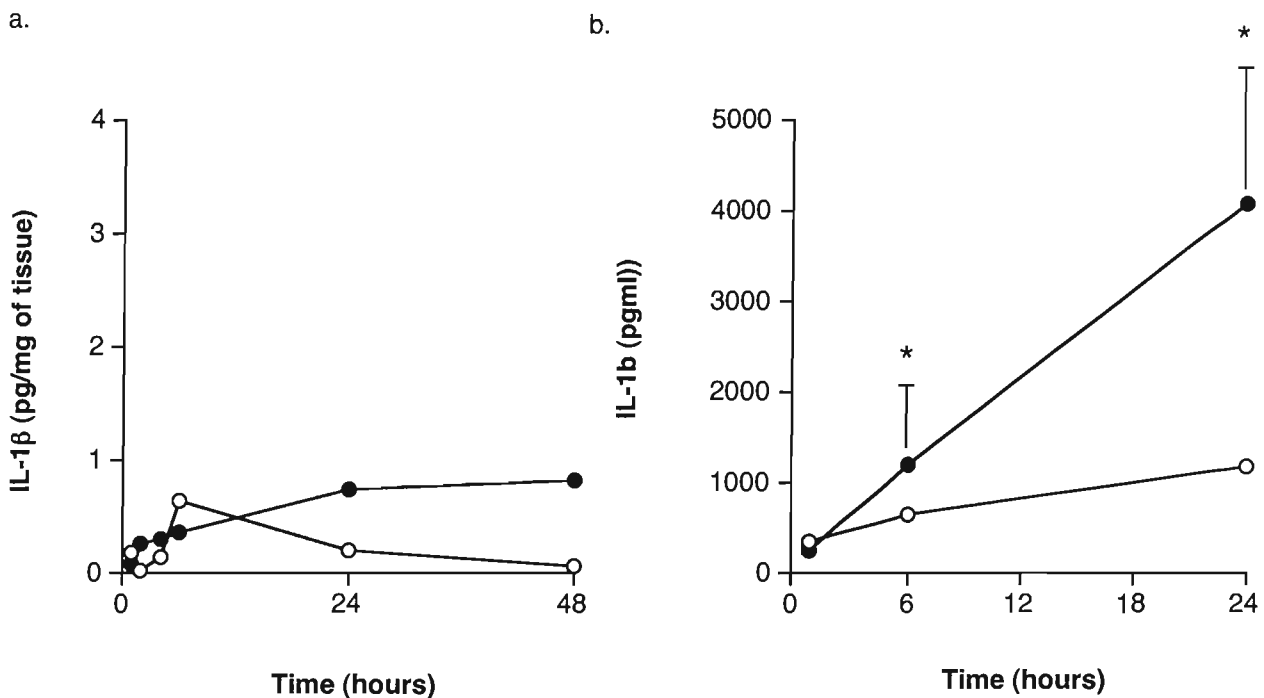 a.
4
3
2
1
0
IL-1β (pg/mg of tissue)
0 24 48
Time (hours)
b.
*
*
5000
4000
3000
2000
1000
0
IL-1b (pgml))
0 6 12 18 24
Time (hours)